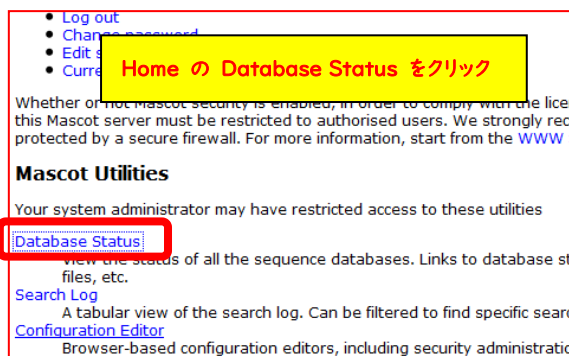 Log out
Change password
Edit s
Curre
Home の Database Status をクリック
Whether or not Mascot security is enabled, in order to comply with the lice
this Mascot server must be restricted to authorised users. We strongly rec
protected by a secure firewall. For more information, start from the WWW
Mascot Utilities
Your system administrator may have restricted access to these utilities
Database Status
View the status of all the sequence databases. Links to database st
files, etc.
Search Log
A tabular view of the search log. Can be filtered to find specific searc
Configuration Editor
Browser-based configuration editors, including security administratio